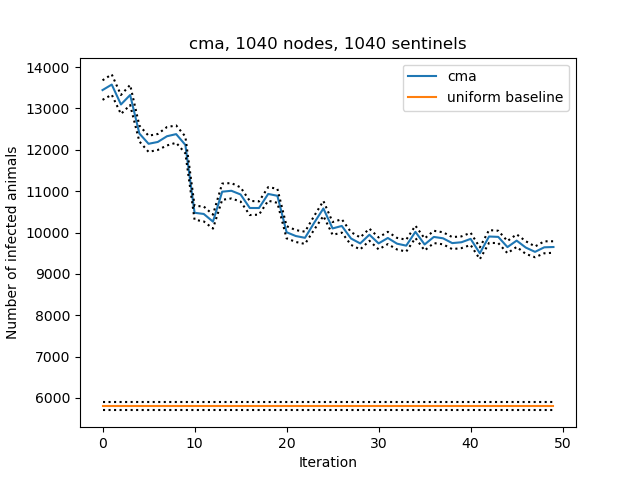 cma, 1040 nodes, 1040 sentinels
cma
uniform baseline
Number of infected animals
14000
13000
12000
11000
10000
9000
8000
7000
6000
0 10 20 30 40 50
Iteration